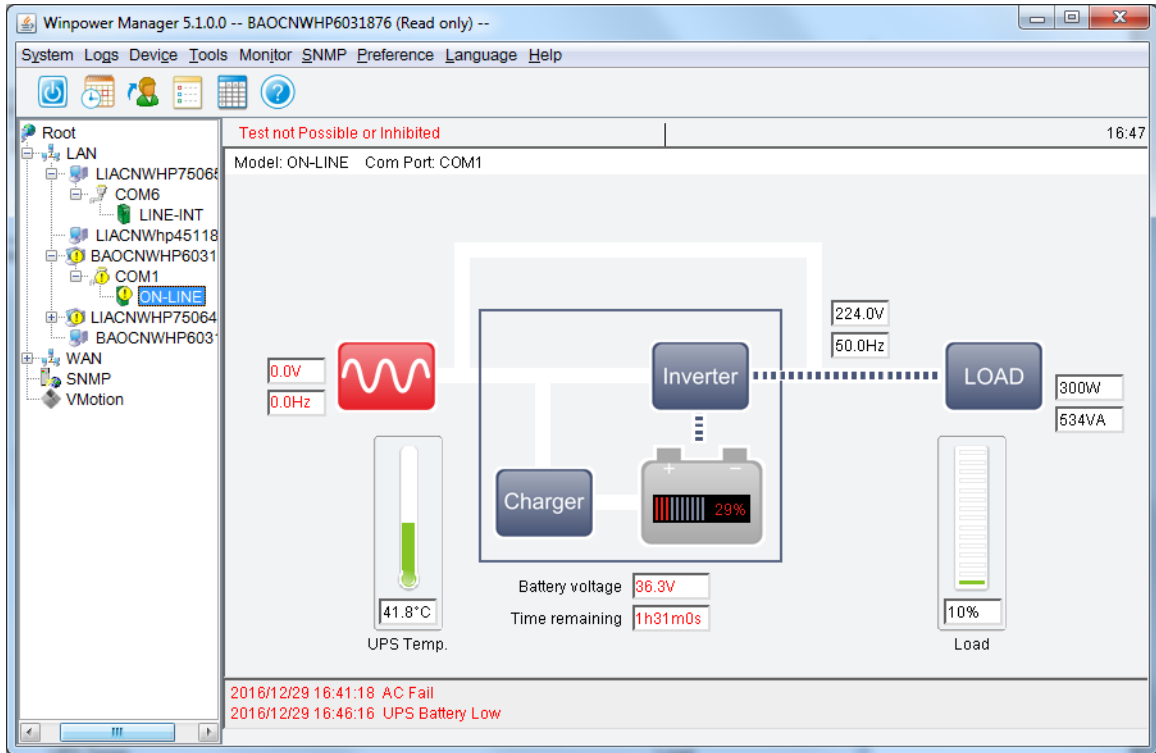 Winpower Manager 5.1.0.0 -- BAOCNWHP6031876 (Read only) --
System Logs Device Tools Monitor SNMP Preference Language Help
Test not Possible or Inhibited
16:47
Root
LAN
LIACNWHP75065
COM6
LINE-INT
LIACNWhp45118
BAOCNWHP6031
COM1
ON-LINE
LIACNWHP75064
BAOCNWHP603
WAN
SNMP
VMotion
Model: ON-LINE Com Port: COM1
224.0V
50.0Hz
0.0V
0.0Hz
Inverter
LOAD
300W
534VA
Charger
+ −
29%
Battery voltage 36.3V
Time remaining 1h31m0s
41.8°C
UPS Temp.
10%
Load
2016/12/29 16:41:18 AC Fail
2016/12/29 16:46:16 UPS Battery Low